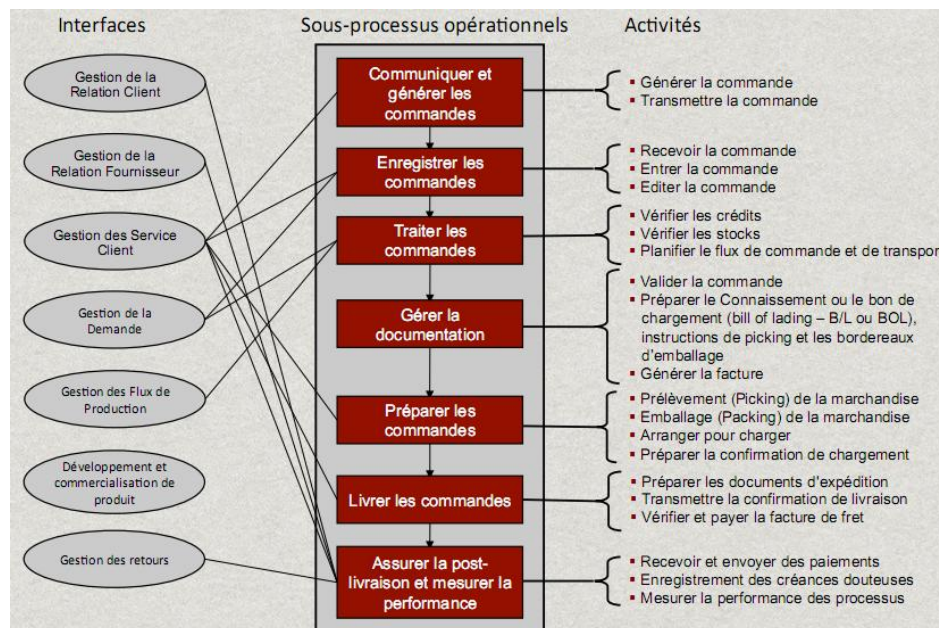 Interfaces
Sous-processus opérationnels
Activités
Gestion de la
Relation Client
Gestion de la
Relation Fournisseur
Gestion des Service
Client
Gestion de la
Demande
Gestion des Flux de
Production
Développement et
commercialisation de
produit
Gestion des retours
Communiquer et
générer les
commandes
Enregistrer les
commandes
Traiter les
commandes
Gérer la
documentation
Préparer les
commandes
Livrer les commandes
Assurer la post-
livraison et mesurer la
performance
▪ Générer la commande
▪ Transmettre la commande
▪ Recevoir la commande
▪ Entrer la commande
▪ Editer la commande
▪ Vérifier les crédits
▪ Vérifier les stocks
▪ Planifier le flux de commande et de transpor
▪ Valider la commande
▪ Préparer le Connaissement ou le bon de
chargement (bill of lading – B/L ou BOL),
instructions de picking et les bordereaux
d'emballage
▪ Générer la facture
▪ Prélèvement (Picking) de la marchandise
▪ Emballage (Packing) de la marchandise
▪ Arranger pour charger
▪ Préparer la confirmation de chargement
▪ Préparer les documents d'expédition
▪ Transmettre la confirmation de livraison
▪ Vérifier et payer la facture de fret
▪ Recevoir et envoyer des paiements
▪ Enregistrement des créances douteuses
▪ Mesurer la performance des processus